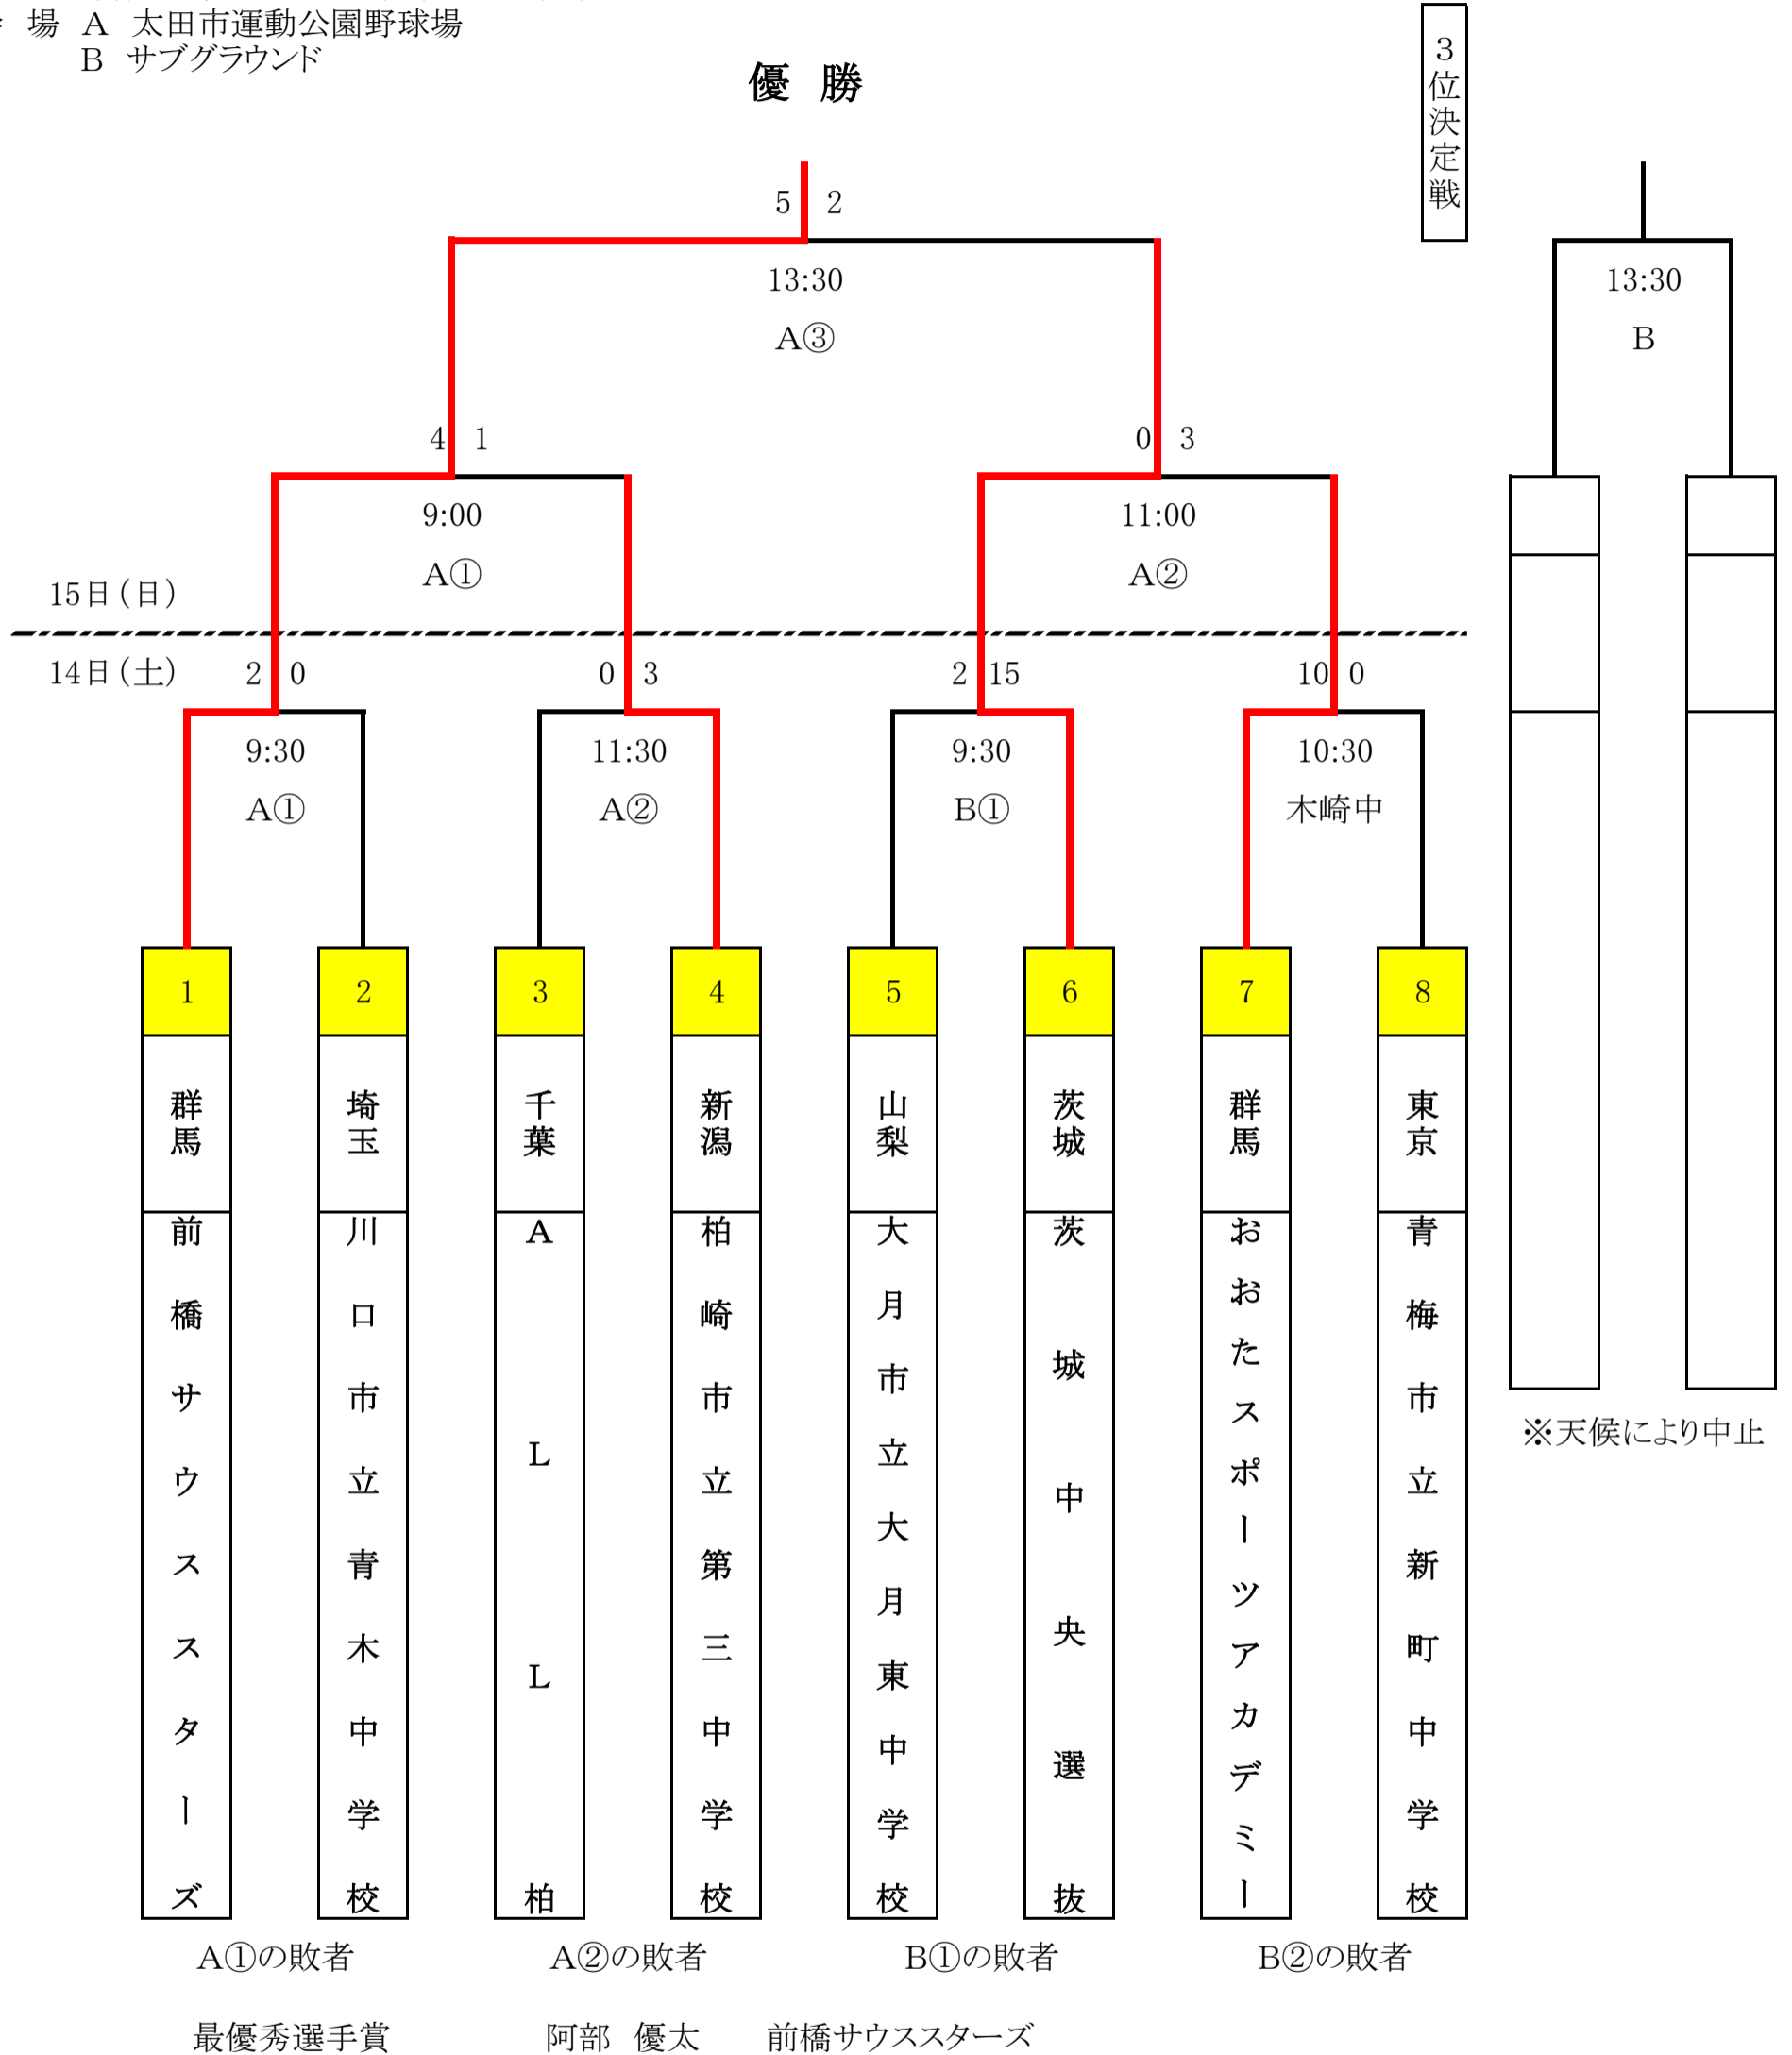 場 A 太田市運動公園野球場
B サブグラウンド
優 勝
3位決定戦
5 2
13:30
A③
13:30
B
4 1
0 3
9:00
A①
11:00
A②
15日(日)
14日(土)
2 0
0 3
2 15
10 0
9:30
A①
11:30
A②
9:30
B①
10:30
木崎中
1
2
3
4
5
6
7
8
群馬
埼玉
千葉
新潟
山梨
茨城
群馬
東京
前橋サウススターズ
川口市立青木中学校
ALL柏
柏崎市立第三中学校
大月市立大月東中学校
茨城中央選抜
おおたスポーツアカデミー
青梅市立新町中学校
※天候により中止
A①の敗者
A②の敗者
B①の敗者
B②の敗者
最優秀選手賞 阿部 優太 前橋サウススターズ